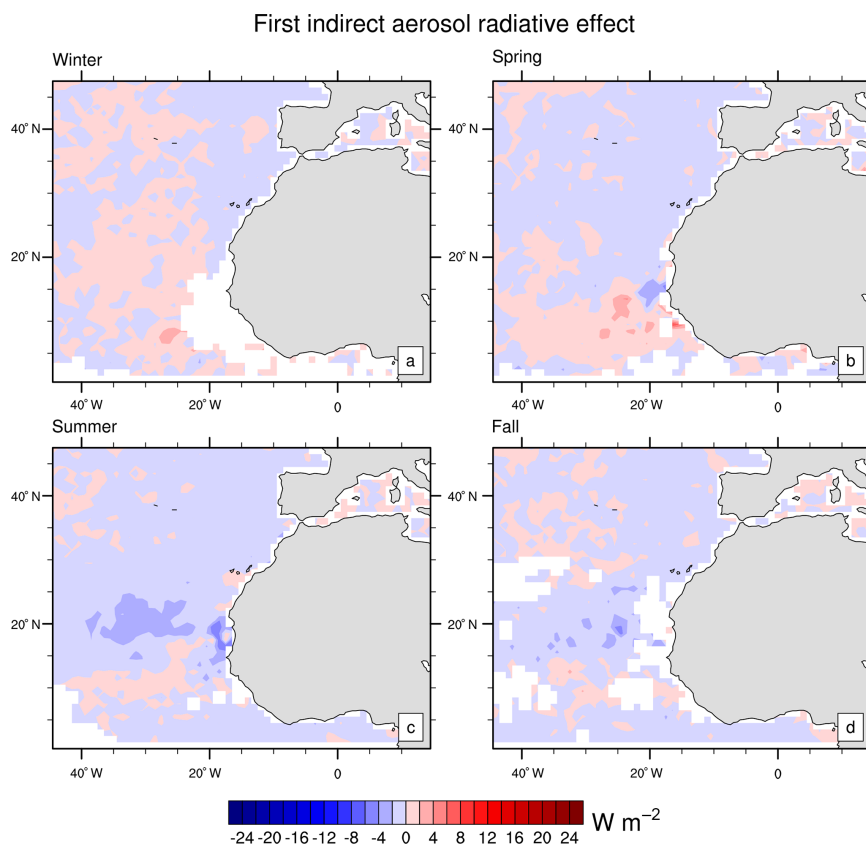 First indirect aerosol radiative effect
Winter
Spring
40° N
40° N
20° N
20° N
a
b
40° W
20° W
0
40° W
20° W
0
Summer
Fall
40° N
40° N
20° N
20° N
c
d
40° W
20° W
0
40° W
20° W
0
-24 -20 -16 -12 -8 -4 0 4 8 12 16 20 24 W m⁻²